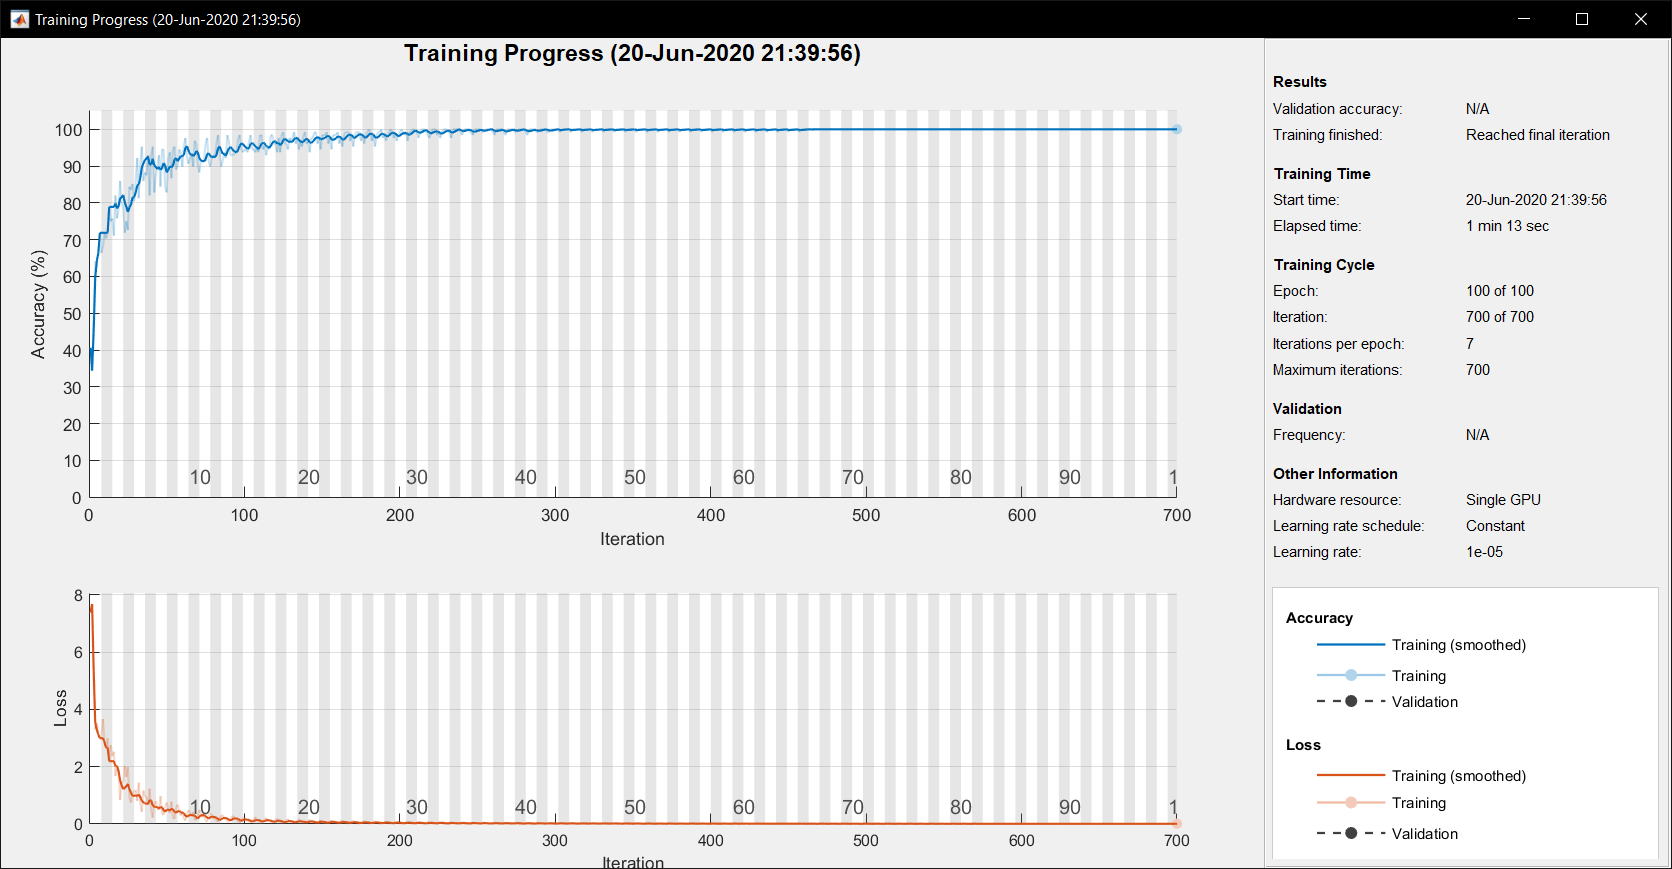 Training Progress (20-Jun-2020 21:39:56)
Training Progress (20-Jun-2020 21:39:56)
Accuracy (%)
100
90
80
70
60
50
40
30
20
10
0
10 20 30 40 50 60 70 80 90 1
0 100 200 300 400 500 600 700
Iteration
Loss
8
6
4
2
0
10 20 30 40 50 60 70 80 90 1
0 100 200 300 400 500 600 700
Iteration
Results
Validation accuracy: N/A
Training finished: Reached final iteration
Training Time
Start time: 20-Jun-2020 21:39:56
Elapsed time: 1 min 13 sec
Training Cycle
Epoch: 100 of 100
Iteration: 700 of 700
Iterations per epoch: 7
Maximum iterations: 700
Validation
Frequency: N/A
Other Information
Hardware resource: Single GPU
Learning rate schedule: Constant
Learning rate: 1e-05
Accuracy
Training (smoothed)
Training
Validation
Loss
Training (smoothed)
Training
Validation